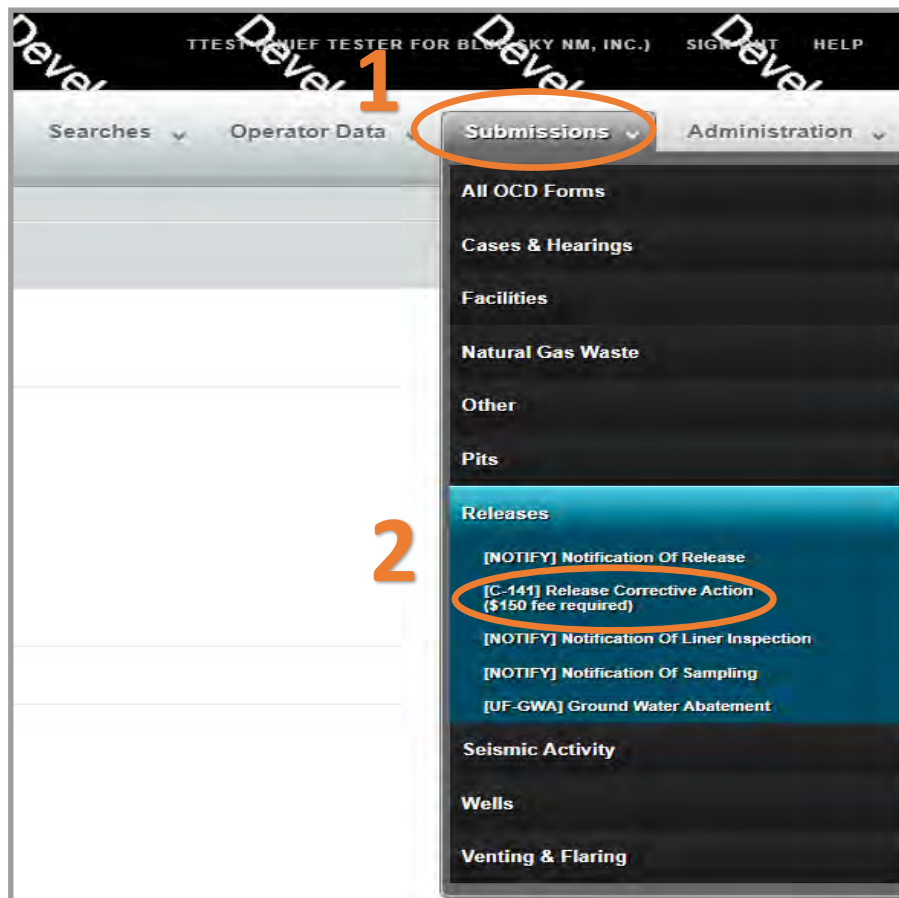 TTEST (CHIEF TESTER FOR BLUE SKY NM, INC.) SIGN OUT HELP
Devel Devel Devel Devel
1
Searches Operator Data Submissions Administration
All OCD Forms
Cases & Hearings
Facilities
Natural Gas Waste
Other
Pits
Releases
2
[NOTIFY] Notification Of Release
[C-141] Release Corrective Action
($150 fee required)
[NOTIFY] Notification Of Liner Inspection
[NOTIFY] Notification Of Sampling
[UF-GWA] Ground Water Abatement
Seismic Activity
Wells
Venting & Flaring